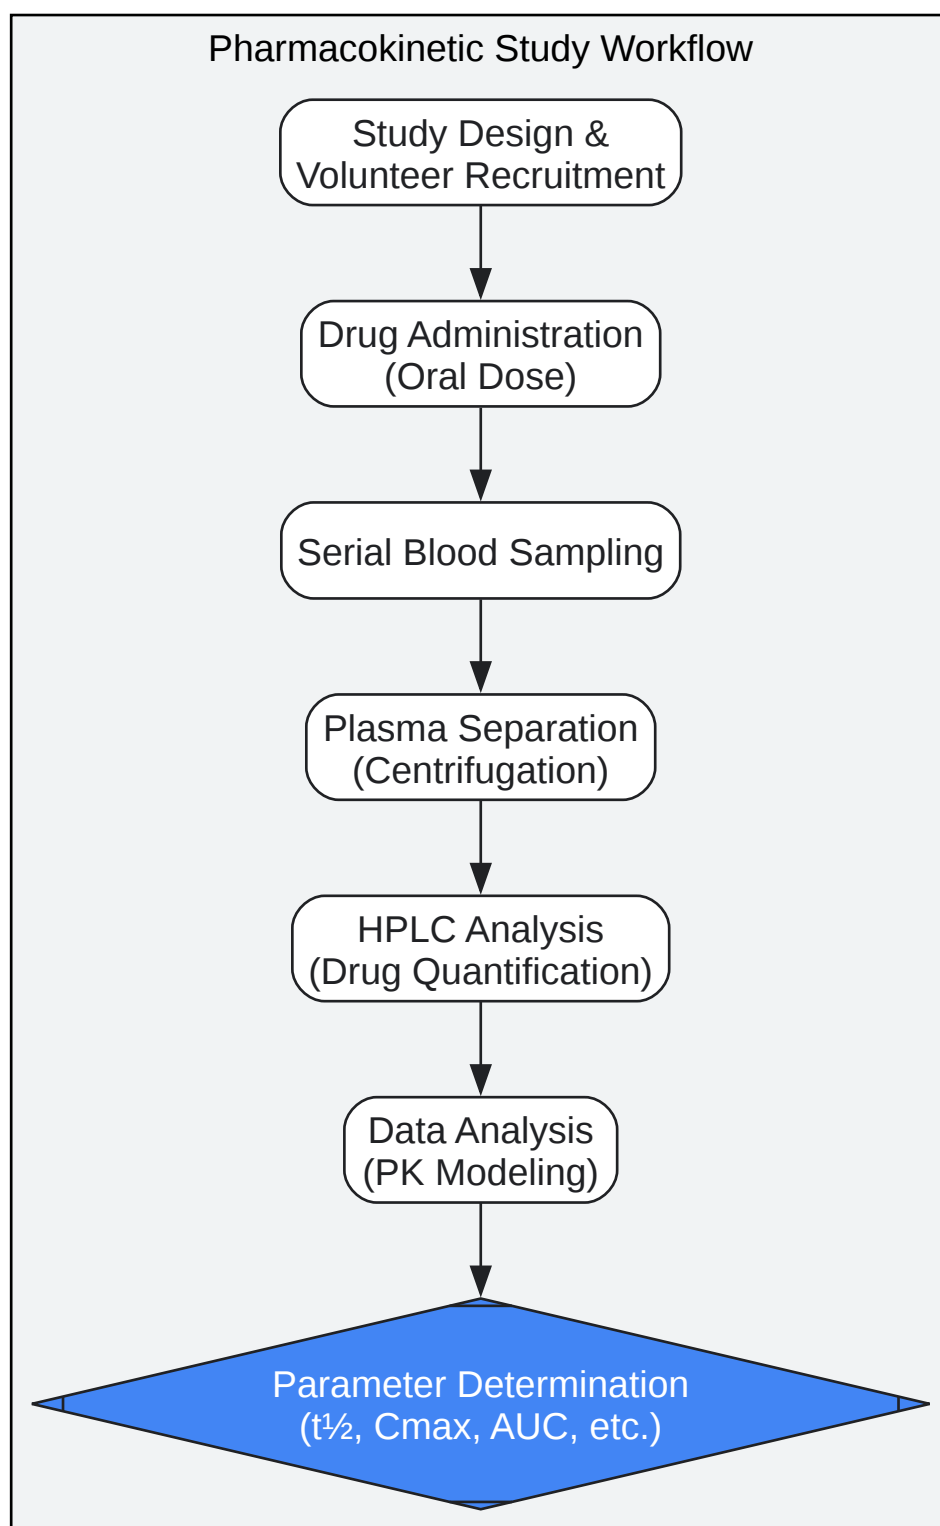 Pharmacokinetic Study Workflow
Study Design &
Volunteer Recruitment
Drug Administration
(Oral Dose)
Serial Blood Sampling
Plasma Separation
(Centrifugation)
HPLC Analysis
(Drug Quantification)
Data Analysis
(PK Modeling)
Parameter Determination
(t½, Cmax, AUC, etc.)